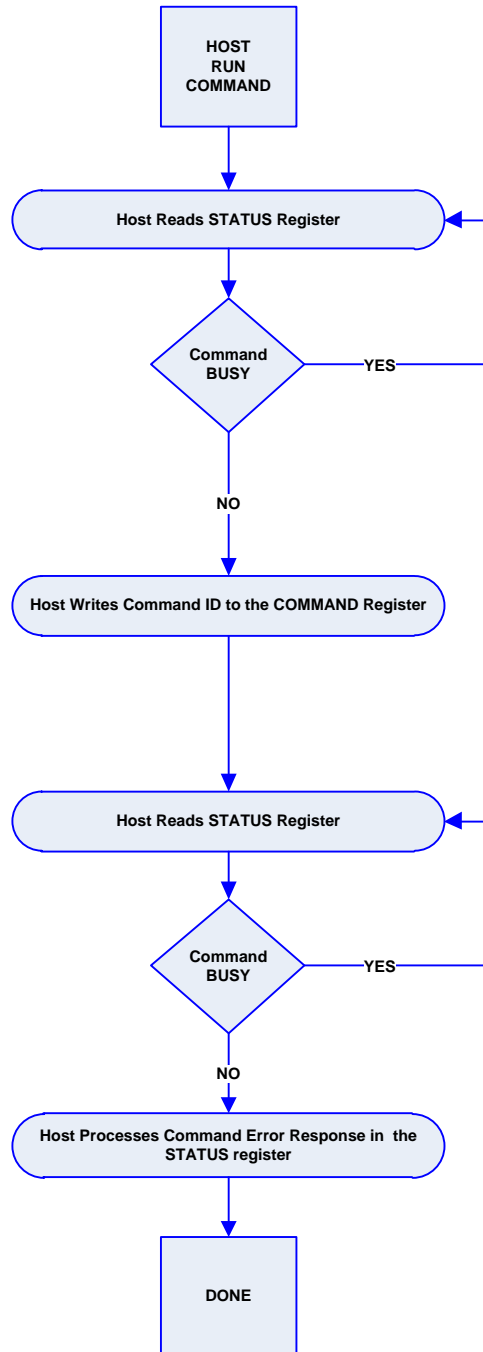 HOST
RUN
COMMAND
Host Reads STATUS Register
Command
BUSY
YES
NO
Host Writes Command ID to the COMMAND Register
Host Reads STATUS Register
Command
BUSY
YES
NO
Host Processes Command Error Response in the
STATUS register
DONE